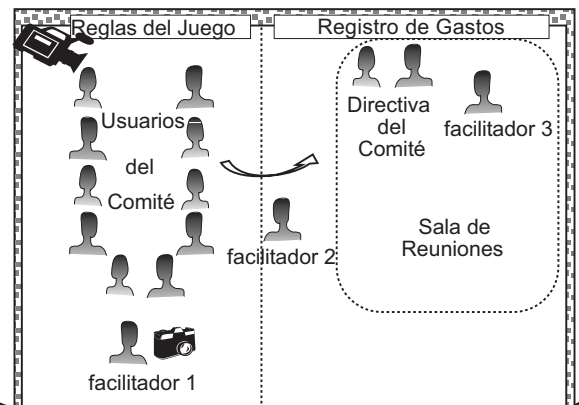 Reglas del Juego
Registro de Gastos
Usuarios
del
Comité
Directiva
del
Comité
facilitador 3
facilitador 2
Sala de
Reuniones
facilitador 1